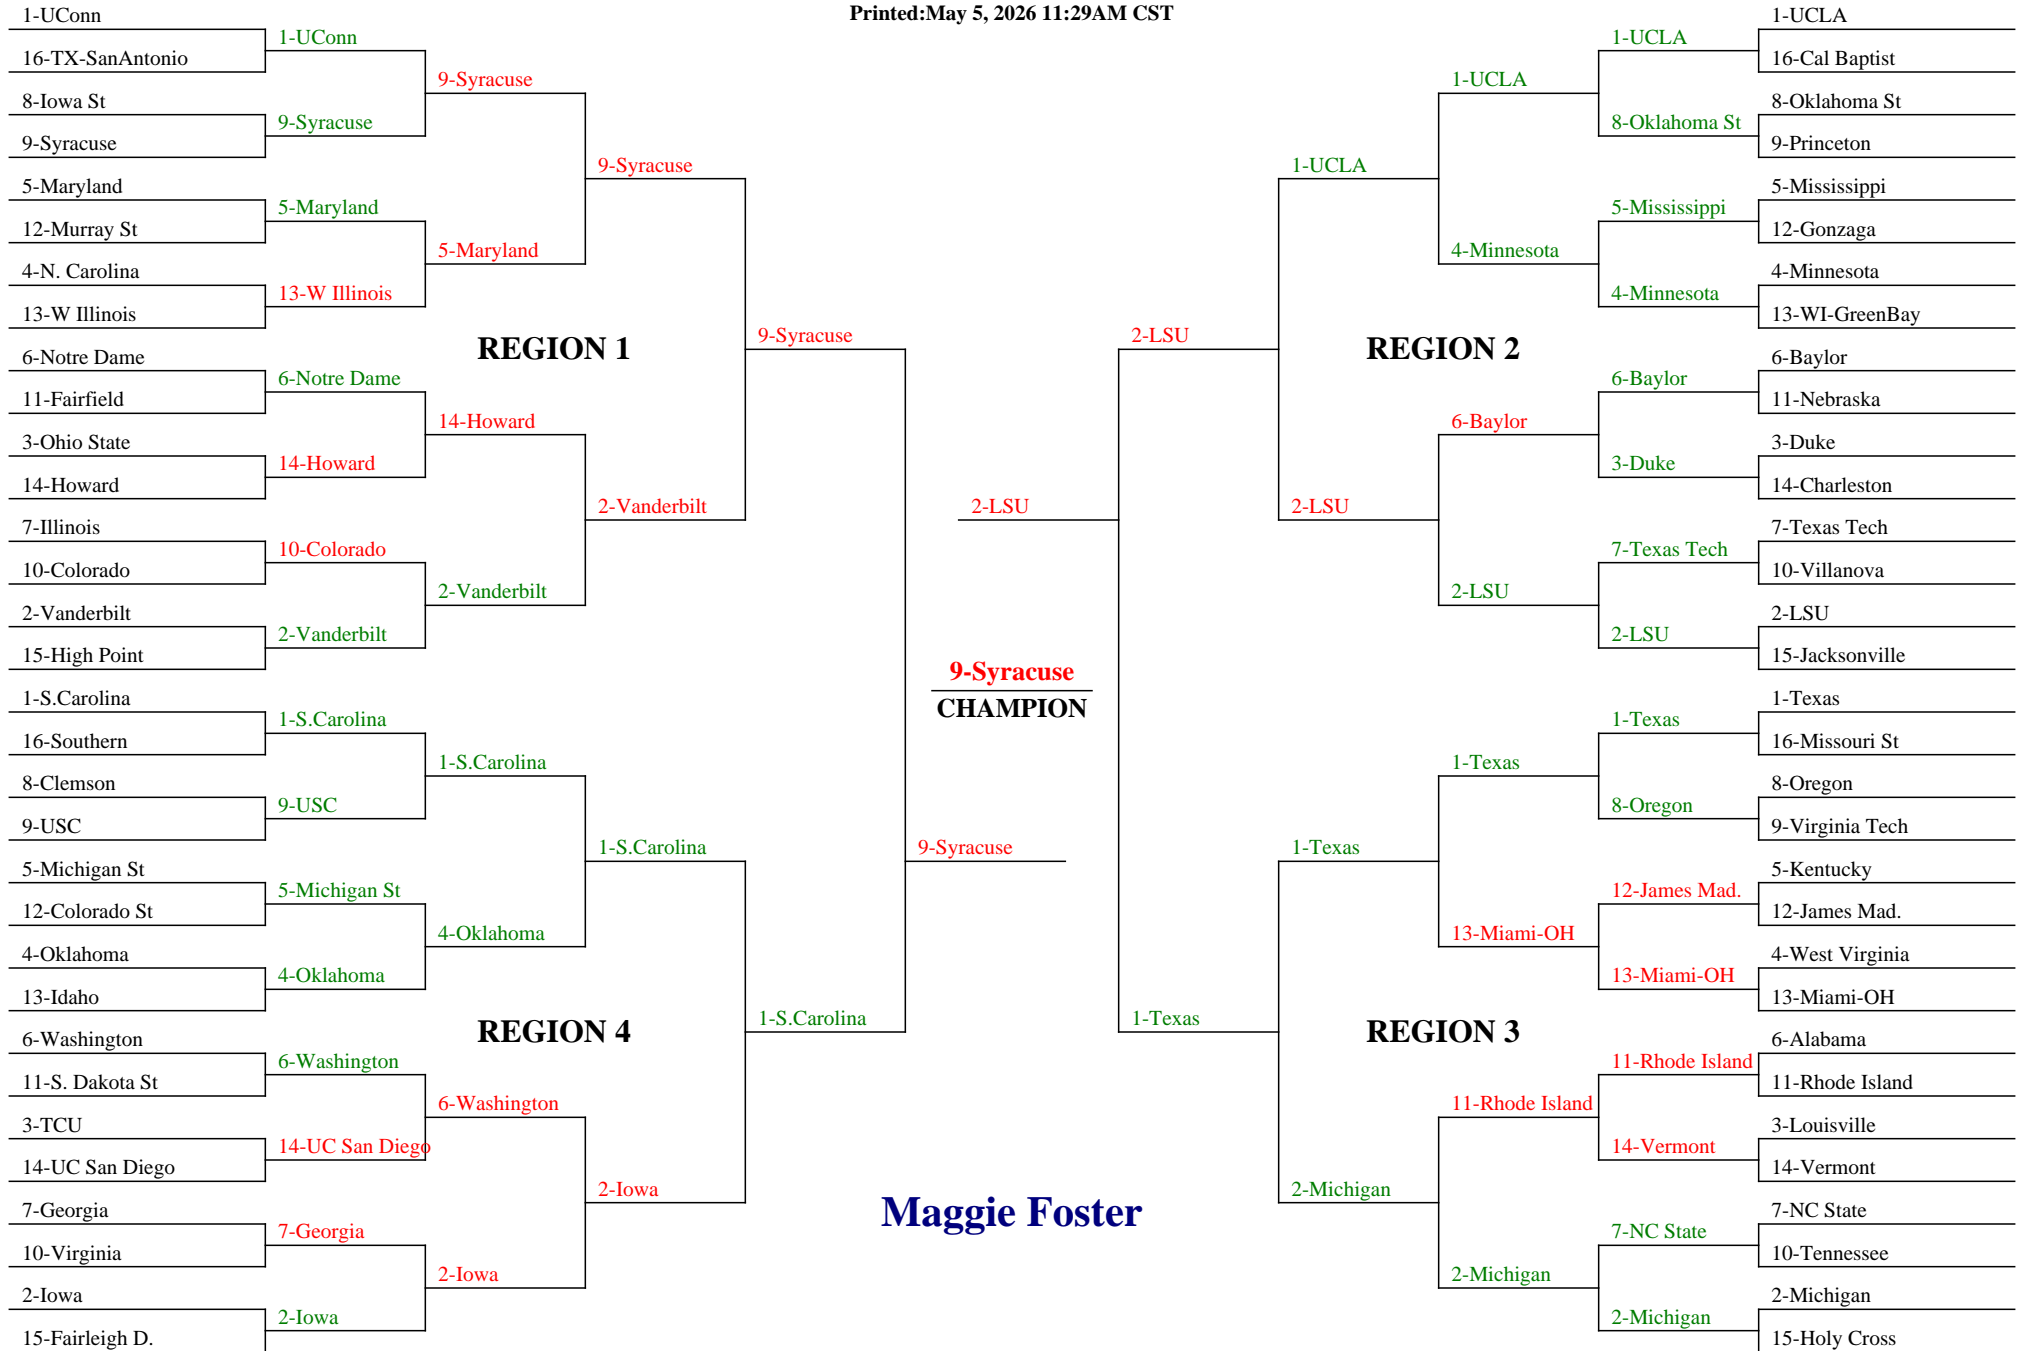 Printed:May 5, 2026 11:29AM CST
1-UConn
16-TX-SanAntonio
8-Iowa St
9-Syracuse
5-Maryland
12-Murray St
4-N. Carolina
13-W Illinois
6-Notre Dame
11-Fairfield
3-Ohio State
14-Howard
7-Illinois
10-Colorado
2-Vanderbilt
15-High Point
1-S.Carolina
16-Southern
8-Clemson
9-USC
5-Michigan St
12-Colorado St
4-Oklahoma
13-Idaho
6-Washington
11-S. Dakota St
3-TCU
14-UC San Diego
7-Georgia
10-Virginia
2-Iowa
15-Fairleigh D.
1-UConn
9-Syracuse
5-Maryland
13-W Illinois
6-Notre Dame
14-Howard
10-Colorado
2-Vanderbilt
1-S.Carolina
9-USC
5-Michigan St
4-Oklahoma
6-Washington
14-UC San Diego
7-Georgia
2-Iowa
9-Syracuse
5-Maryland
14-Howard
2-Vanderbilt
1-S.Carolina
4-Oklahoma
6-Washington
2-Iowa
REGION 1
REGION 4
9-Syracuse
2-Vanderbilt
1-S.Carolina
2-Iowa
9-Syracuse
1-S.Carolina
9-Syracuse
2-LSU
9-Syracuse
CHAMPION
Maggie Foster
2-LSU
1-Texas
1-UCLA
2-LSU
1-Texas
2-Michigan
REGION 2
REGION 3
1-UCLA
4-Minnesota
6-Baylor
2-LSU
1-Texas
13-Miami-OH
11-Rhode Island
2-Michigan
1-UCLA
8-Oklahoma St
5-Mississippi
4-Minnesota
6-Baylor
3-Duke
7-Texas Tech
2-LSU
1-Texas
8-Oregon
12-James Mad.
13-Miami-OH
11-Rhode Island
14-Vermont
7-NC State
2-Michigan
1-UCLA
16-Cal Baptist
8-Oklahoma St
9-Princeton
5-Mississippi
12-Gonzaga
4-Minnesota
13-WI-GreenBay
6-Baylor
11-Nebraska
3-Duke
14-Charleston
7-Texas Tech
10-Villanova
2-LSU
15-Jacksonville
1-Texas
16-Missouri St
8-Oregon
9-Virginia Tech
5-Kentucky
12-James Mad.
4-West Virginia
13-Miami-OH
6-Alabama
11-Rhode Island
3-Louisville
14-Vermont
7-NC State
10-Tennessee
2-Michigan
15-Holy Cross